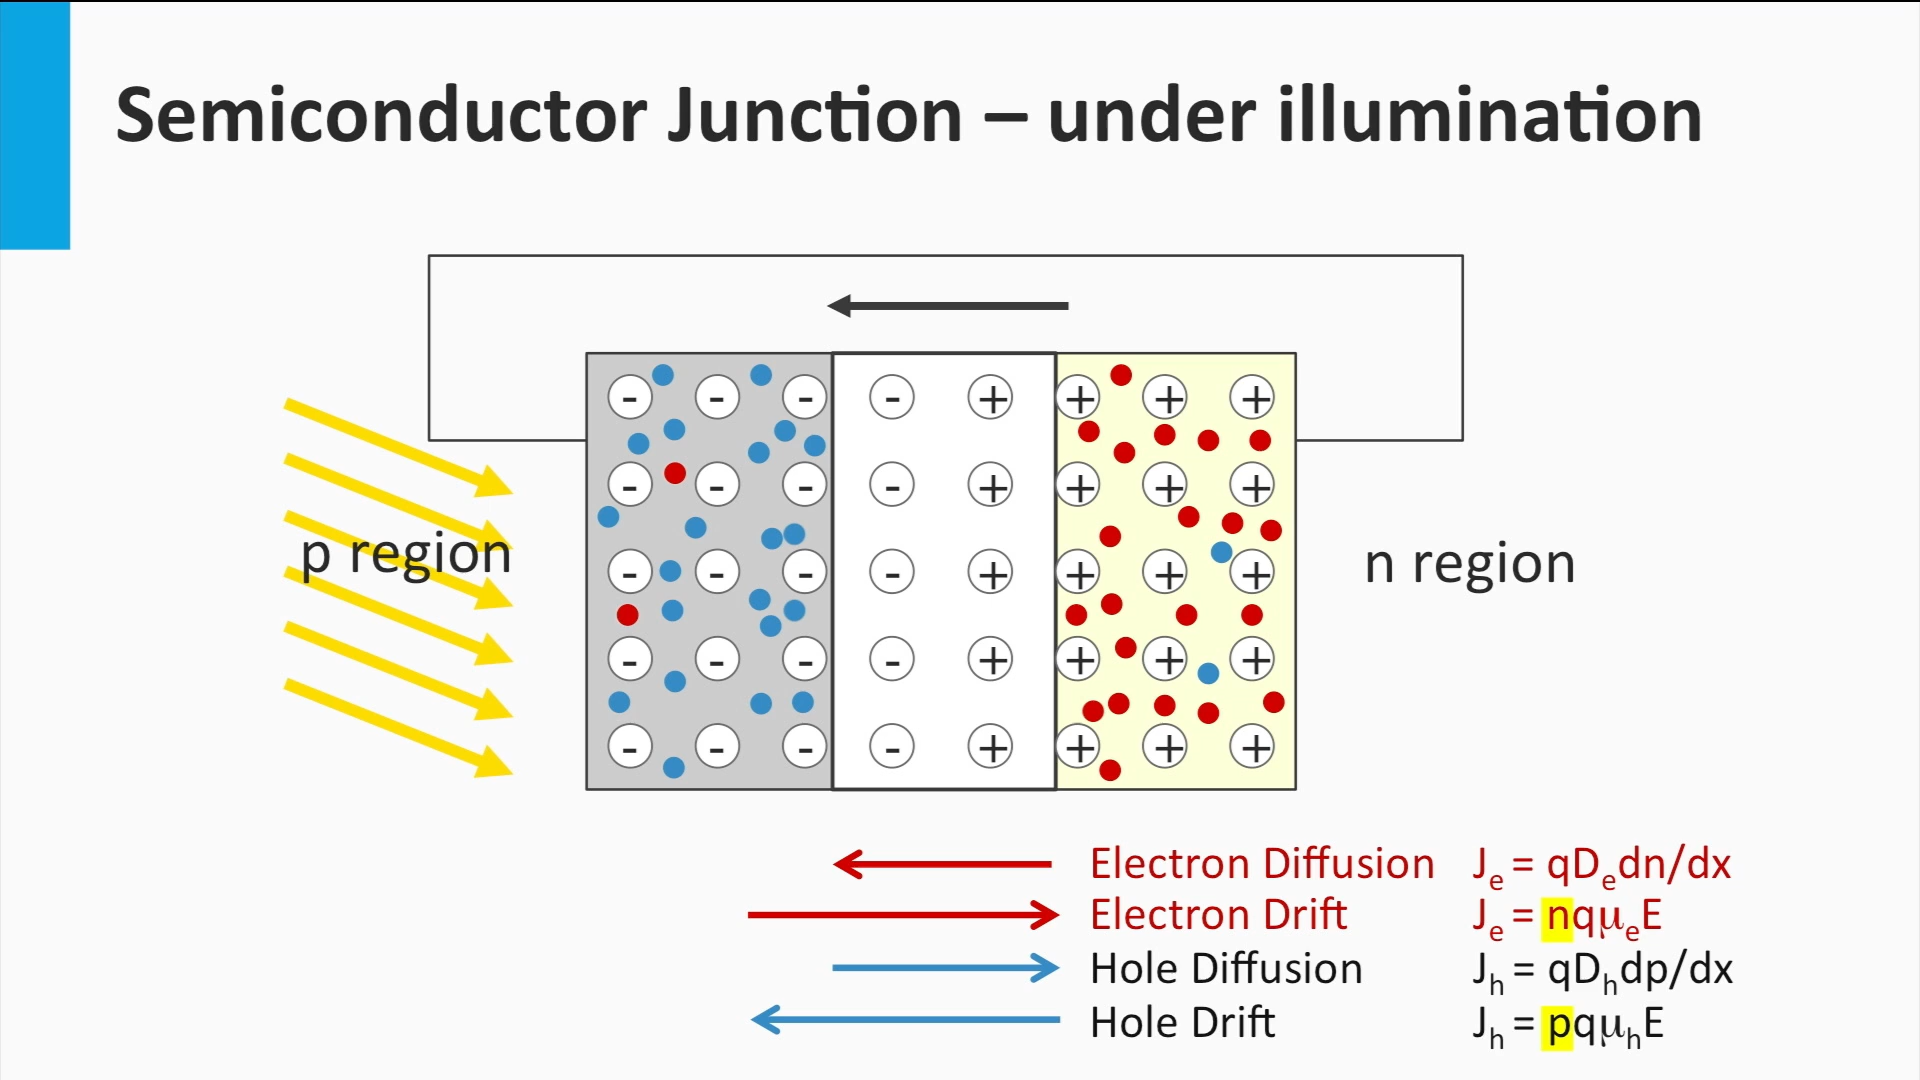 Semiconductor Junction – under illumination
- - - - + + + +
- - - - + + + +
p region
n region
- - - - + + + +
- - - - + + + +
- - - - + + + +
Electron Diffusion Jₑ = qDₑdn/dx
Electron Drift Jₑ = nqμₑE
Hole Diffusion Jₕ = qDₕdp/dx
Hole Drift Jₕ = pqμₕE